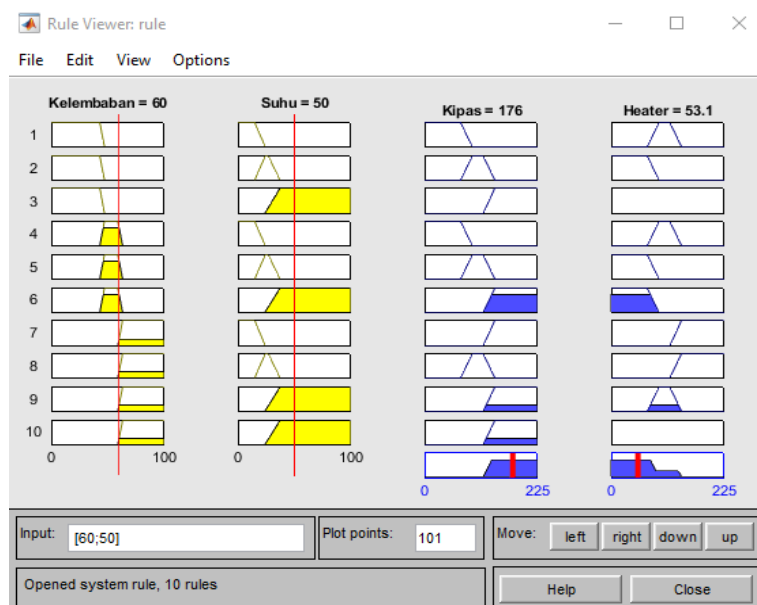 Rule Viewer: rule
File Edit View Options
Kelembaban = 60 Suhu = 50 Kipas = 176 Heater = 53.1
1
2
3
4
5
6
7
8
9
10
0 100 0 100 0 225 0 225
Input: [60;50] Plot points: 101 Move: left right down up
Opened system rule, 10 rules Help Close